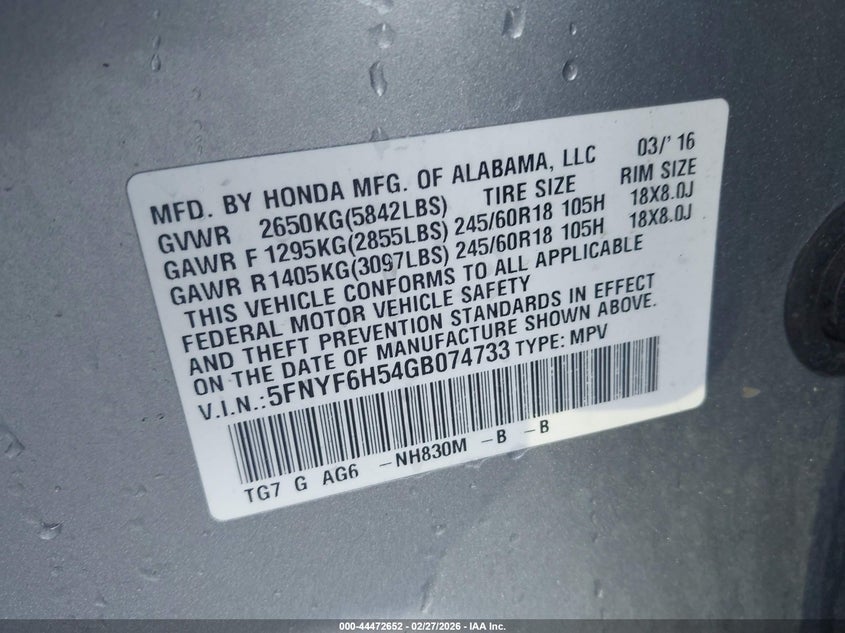 MFD. BY HONDA MFG. OF ALABAMA, LLC 03/' 16
GVWR 2650KG(5842LBS) TIRE SIZE RIM SIZE
GAWR F 1295KG(2855LBS) 245/60R18 105H 18X8.0J
GAWR R1405KG(3097LBS) 245/60R18 105H 18X8.0J
THIS VEHICLE CONFORMS TO ALL APPLICABLE
FEDERAL MOTOR VEHICLE SAFETY
AND THEFT PREVENTION STANDARDS IN EFFECT
ON THE DATE OF MANUFACTURE SHOWN ABOVE.
V.I.N.:5FNYF6H54GB074733 TYPE: MPV
TG7 G AG6 -NH830M -B -B
000-44472652 | 02/27/2026 | IAA Inc.